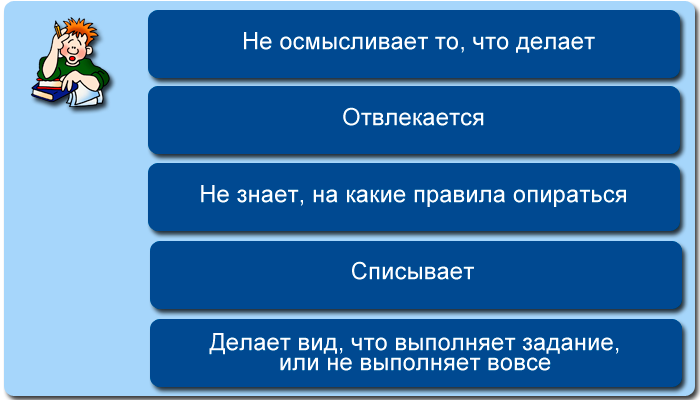 Не осмысливает то, что делает
Отвлекается
Не знает, на какие правила опираться
Списывает
Делает вид, что выполняет задание,
или не выполняет вовсе